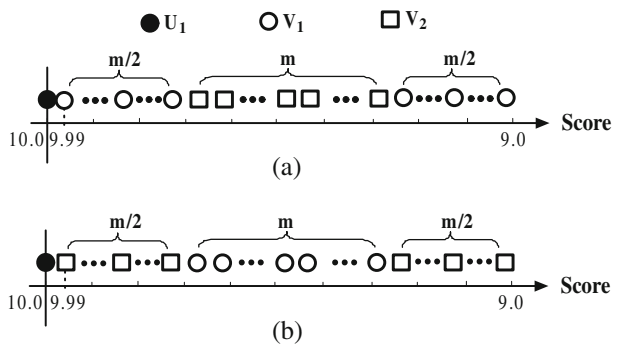 U1 V1 V2
m/2 m m/2
••• ••• ••• ••• ••• •••
Score
10.0 9.99 9.0
(a)
m/2 m m/2
••• ••• ••• ••• ••• •••
Score
10.0 9.99 9.0
(b)